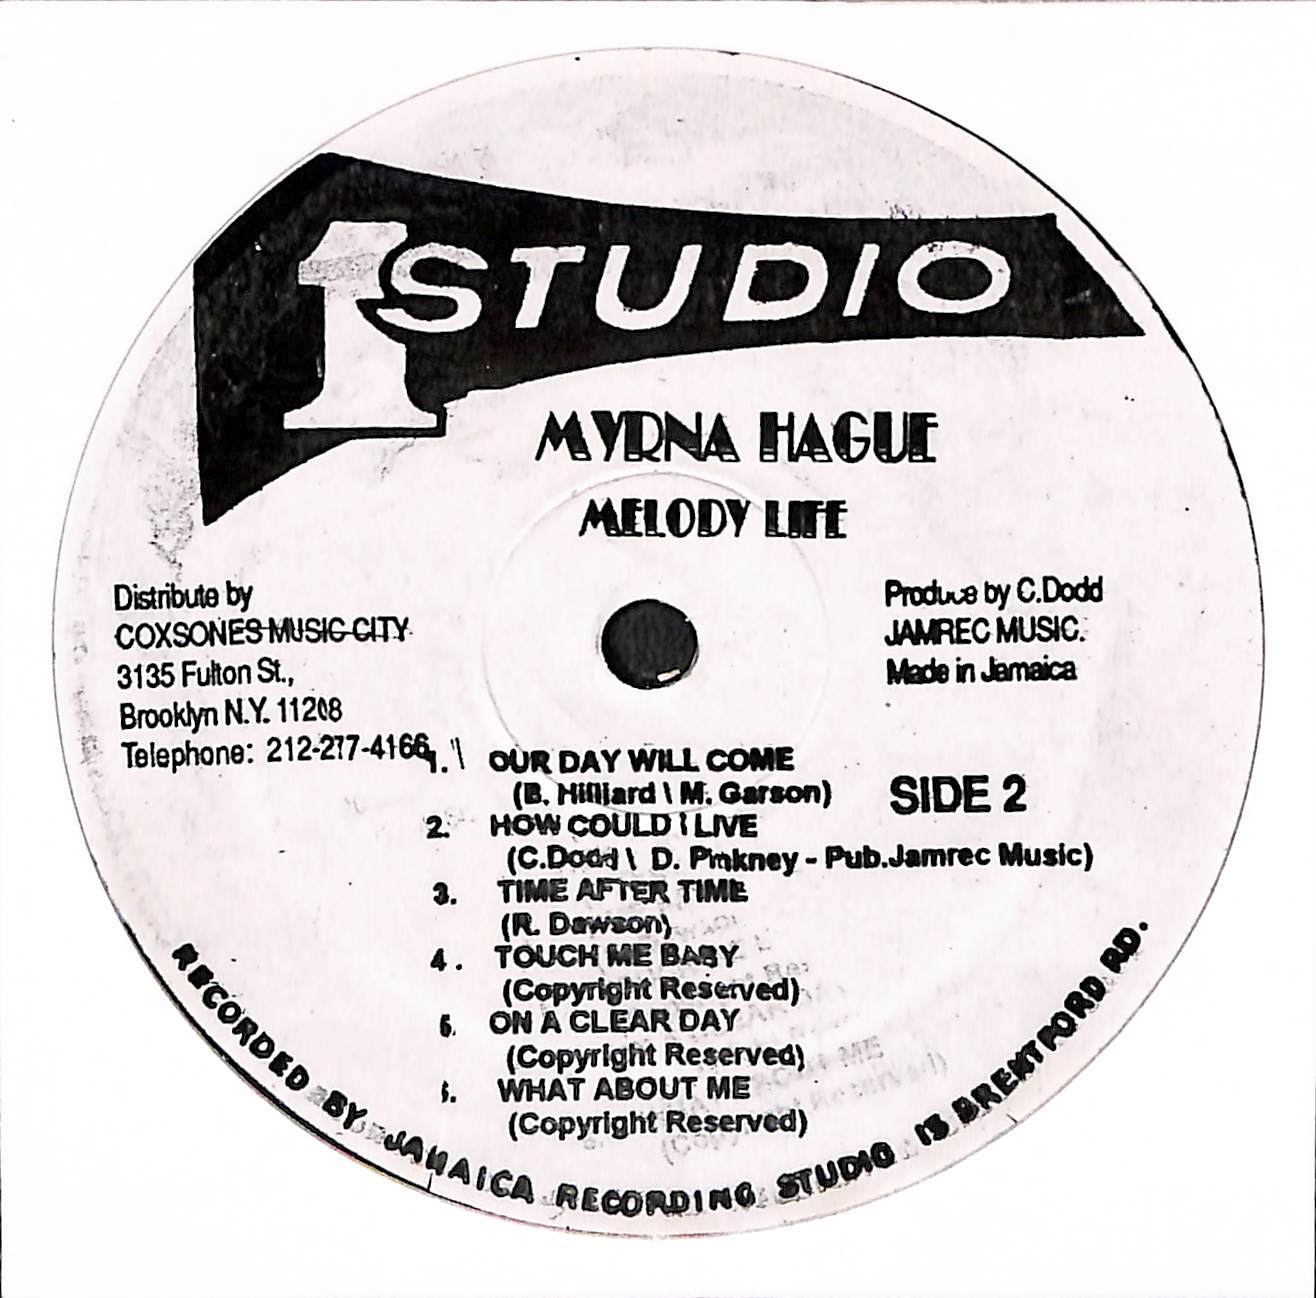 1 STUDIO
MYRNA HAGUE
MELODY LIFE
Distribute by
COXSONES MUSIC CITY
3135 Fulton St.,
Brooklyn N.Y. 11208
Telephone: 212-277-4166
Produce by C.Dodd
JAMREC MUSIC.
Made in Jamaica
SIDE 2
1. \ OUR DAY WILL COME
(B. Hilliard \ M. Garson)
2. HOW COULD I LIVE
(C.Dodd \ D. Pinkney - Pub.Jamrec Music)
3. TIME AFTER TIME
(R. Dawson)
4. TOUCH ME BABY
(Copyright Reserved)
5. ON A CLEAR DAY
(Copyright Reserved)
WHAT ABOUT ME
(Copyright Reserved)
RECORDED BY JAMAICA RECORDING STUDIO 13 BRENTFORD RD.